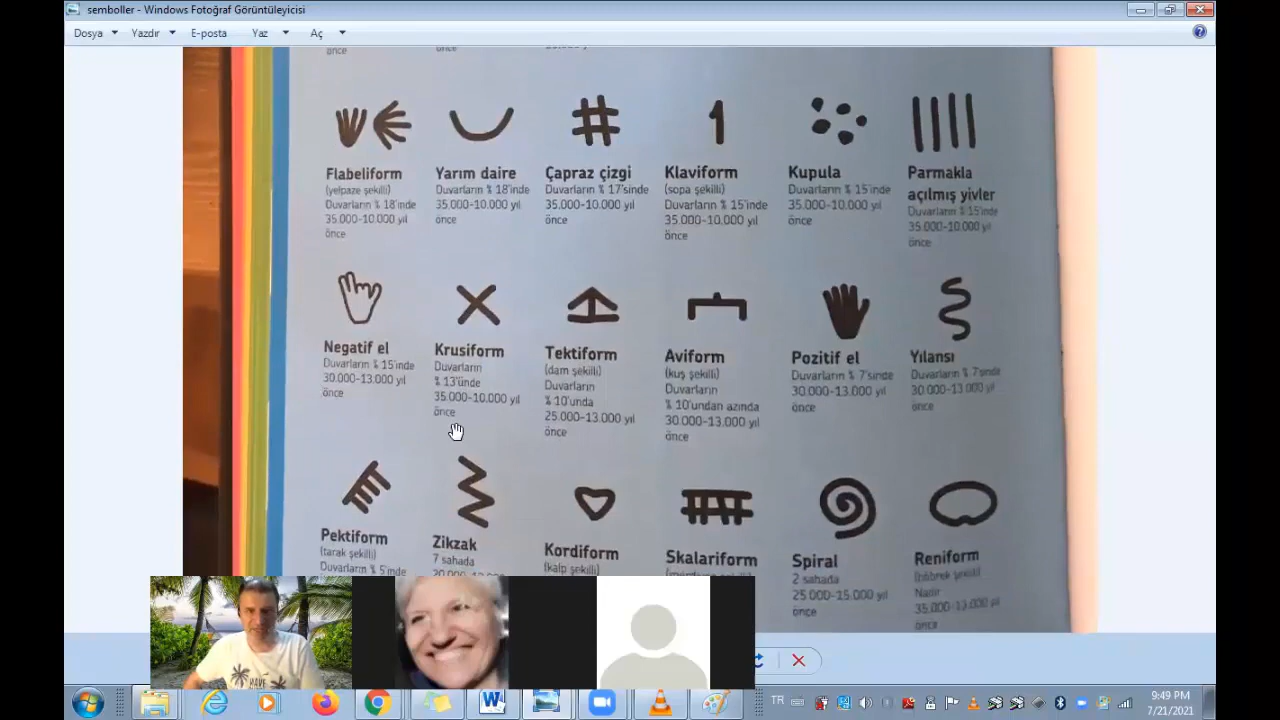 semboller - Windows Fotoğraf Görüntüleyicisi
Dosya Yazdır E-posta Yaz Aç
önce önce
Flabeliform
(yelpaze şekilli)
Duvarların % 18'inde
35.000-10.000 yıl
önce
Yarım daire
Duvarların % 18'inde
35.000-10.000 yıl
önce
Çapraz çizgi
Duvarların % 17'sinde
35.000-10.000 yıl
önce
Klaviform
(sopa şekilli)
Duvarların % 15'inde
35.000-10.000 yıl
önce
Kupula
Duvarların % 15'inde
35.000-10.000 yıl
önce
Parmakla
açılmış yivler
Duvarların % 15'inde
35.000-10.000 yıl
önce
Negatif el
Duvarların % 15'inde
30.000-13.000 yıl
önce
Krusiform
Duvarların
% 13'ünde
35.000-10.000 yıl
önce
Tektiform
(dam şekilli)
Duvarların
% 10'unda
25.000-13.000 yıl
önce
Aviform
(kuş şekilli)
Duvarların
% 10'undan azında
30.000-13.000 yıl
önce
Pozitif el
Duvarların % 7'sinde
30.000-13.000 yıl
önce
Yılansı
Duvarların % 7'sinde
30.000-13.000 yıl
önce
Pektiform
(tarak şekilli)
Duvarların % 5'inde
Zikzak
7 sahada
Kordiform
(kalp şekilli)
Skalariform
Spiral
2 sahada
25.000-15.000 yıl
önce
Reniform
(böbrek şekilli)
Nadir
35.000-13.000 yıl
önce
HAVE
TR
9:49 PM
7/21/2021